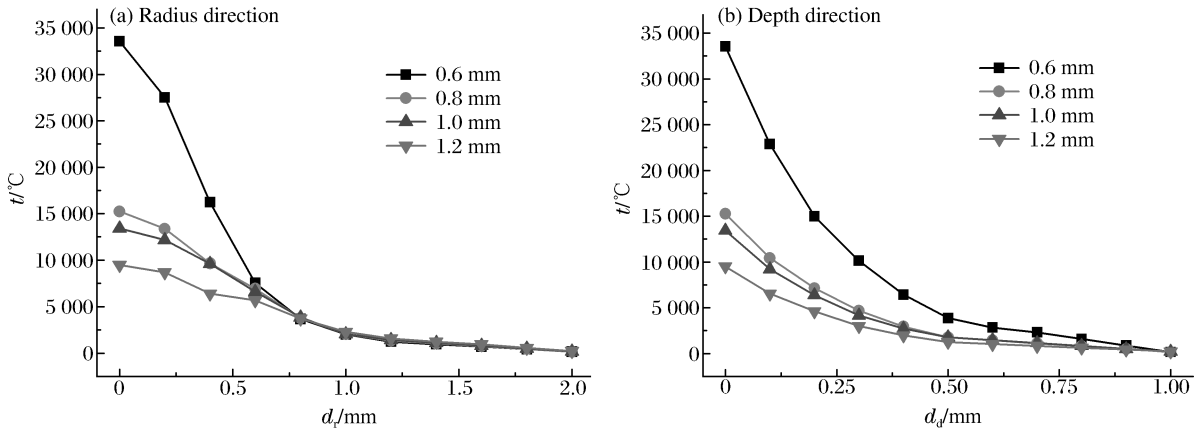 (a) Radius direction
35 000
30 000
25 000
20 000
15 000
10 000
5 000
0
t/℃
0.6 mm
0.8 mm
1.0 mm
1.2 mm
0 0.5 1.0 1.5 2.0
dr/mm
(b) Depth direction
35 000
30 000
25 000
20 000
15 000
10 000
5 000
0
t/℃
0.6 mm
0.8 mm
1.0 mm
1.2 mm
0 0.25 0.50 0.75 1.00
dd/mm